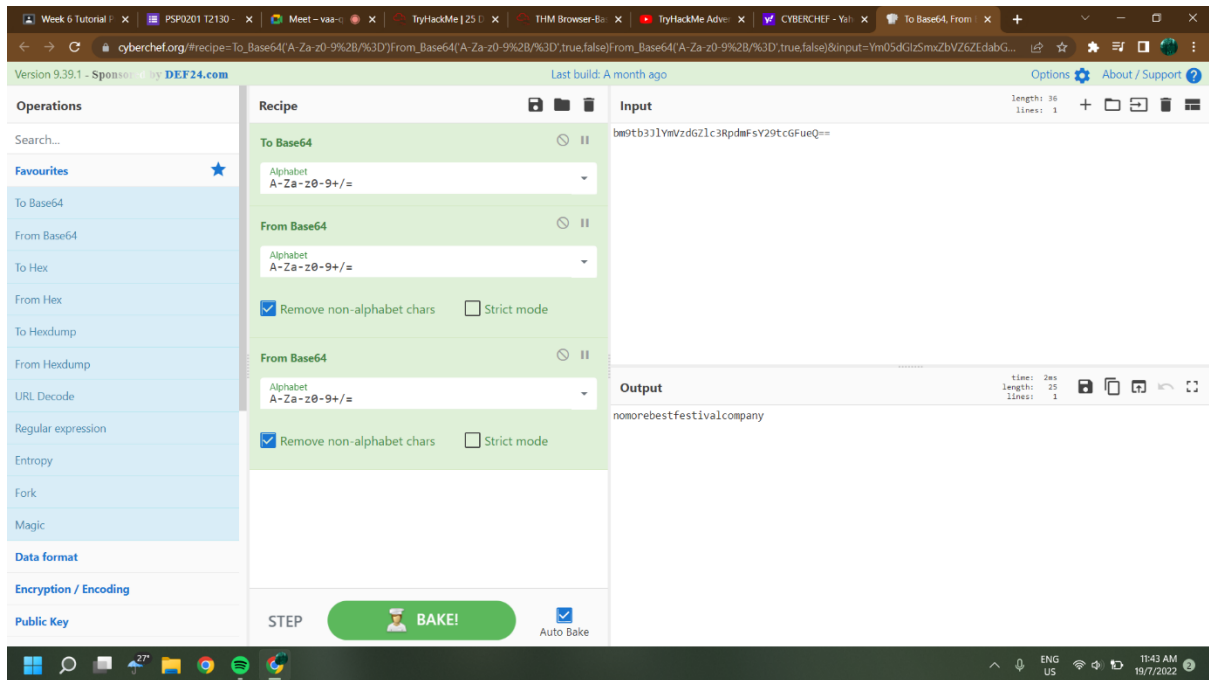 Week 6 Tutorial P
PSP0201 T2130 -
Meet – vaa-q
TryHackMe | 25 D
THM Browser-Ba
TryHackMe Adve
CYBERCHEF - Yah
To Base64, From
cyberchef.org/#recipe=To_Base64('A-Za-z0-9%2B/%3D')From_Base64('A-Za-z0-9%2B/%3D',true,false)From_Base64('A-Za-z0-9%2B/%3D',true,false)&input=Ym05dGIzSmxZbVZ6ZEdabG...
Version 9.39.1 - Sponsored by DEF24.com
Last build: A month ago
Options
About / Support
Operations
Search...
Favourites
To Base64
From Base64
To Hex
From Hex
To Hexdump
From Hexdump
URL Decode
Regular expression
Entropy
Fork
Magic
Data format
Encryption / Encoding
Public Key
Recipe
To Base64
Alphabet
A-Za-z0-9+/=
From Base64
Alphabet
A-Za-z0-9+/=
Remove non-alphabet chars
Strict mode
From Base64
Alphabet
A-Za-z0-9+/=
Remove non-alphabet chars
Strict mode
STEP
BAKE!
Auto Bake
Input
length: 36
lines: 1
bm9tb3JlYmVzdGZlc3RpdmFsY29tcGFueQ==
Output
time: 2ms
length: 25
lines: 1
nomorebestfestivalcompany
27°
ENG
US
11:43 AM
19/7/2022
2